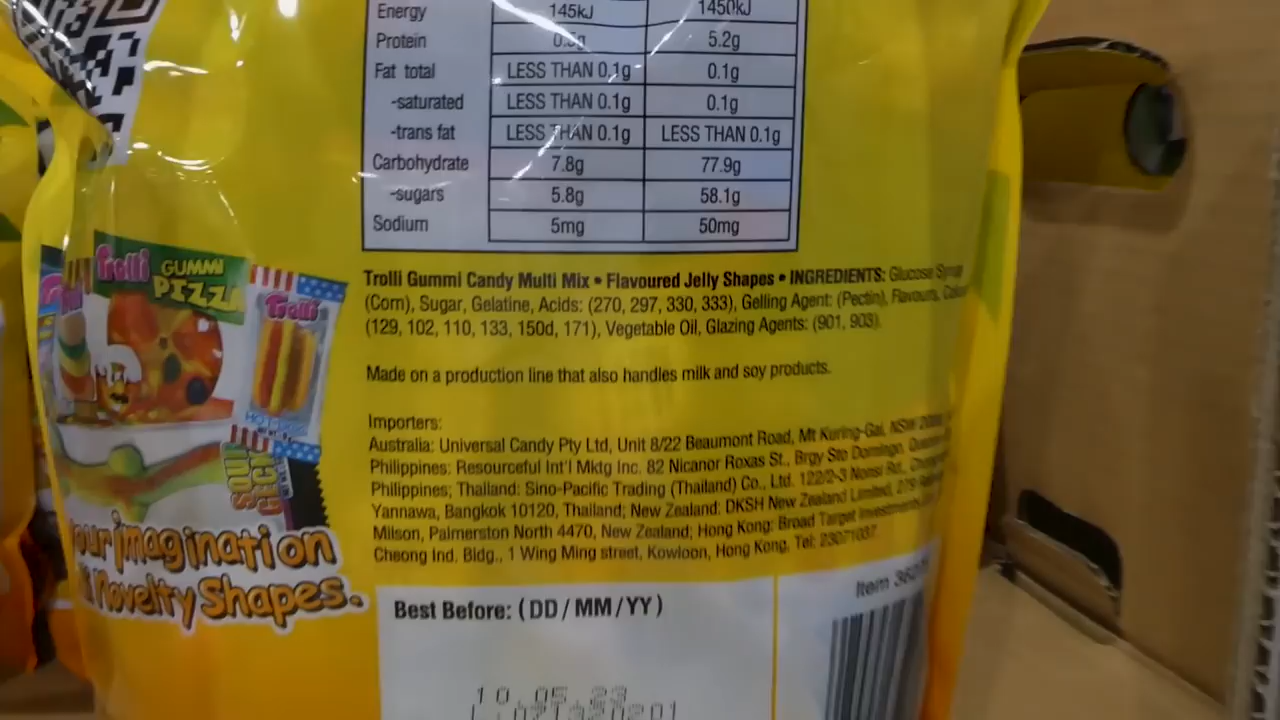 Energy 145kJ 1450kJ
Protein 5.2g
Fat total LESS THAN 0.1g 0.1g
-saturated LESS THAN 0.1g 0.1g
-trans fat LESS THAN 0.1g LESS THAN 0.1g
Carbohydrate 7.8g 77.9g
-sugars 5.8g 58.1g
Sodium 5mg 50mg
Trolli Gummi Candy Multi Mix • Flavoured Jelly Shapes • INGREDIENTS: Glucose
(Corn), Sugar, Gelatine, Acids: (270, 297, 330, 333), Gelling Agent: (Pectin), Flavours,
(129, 102, 110, 133, 150d, 171), Vegetable Oil, Glazing Agents: (901, 903).
Made on a production line that also handles milk and soy products.
Importers:
Australia: Universal Candy Pty Ltd, Unit 8/22 Beaumont Road, Mt Kuring-Gai, NSW
Philippines: Resourceful Int'l Mktg Inc. 82 Nicanor Roxas St., Brgy Sto Domingo,
Philippines; Thailand: Sino-Pacific Trading (Thailand) Co., Ltd. 122/2-3 Nonsi Rd.,
Yannawa, Bangkok 10120, Thailand; New Zealand: DKSH New Zealand Limited,
Milson, Palmerston North 4470, New Zealand; Hong Kong: Broad Target
Cheong Ind. Bldg., 1 Wing Ming street, Kowloon, Hong Kong. Tel: 23071037
Trolli GUMMI
PIZZA
Trolli
HOT DOG
imagination
Novelty Shapes.
Best Before: (DD/MM/YY)
Item
10.05.23